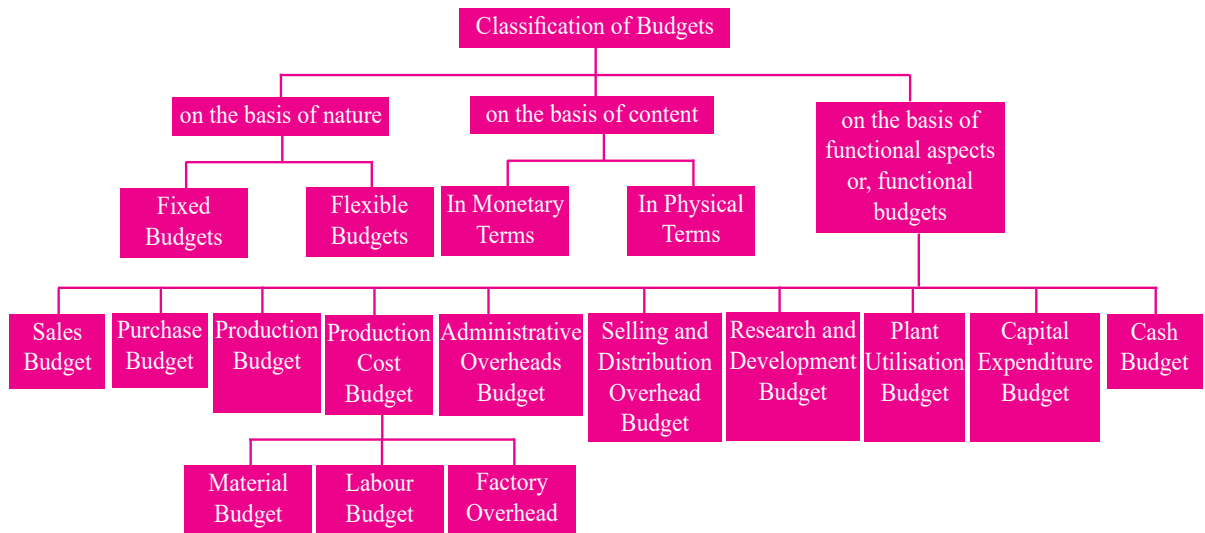 Classification of Budgets
on the basis of nature
on the basis of content
on the basis of
functional aspects
or, functional
budgets
Fixed
Budgets
Flexible
Budgets
In Monetary
Terms
In Physical
Terms
Sales
Budget
Purchase
Budget
Production
Budget
Production
Cost
Budget
Administrative
Overheads
Budget
Selling and
Distribution
Overhead
Budget
Research and
Development
Budget
Plant
Utilisation
Budget
Capital
Expenditure
Budget
Cash
Budget
Material
Budget
Labour
Budget
Factory
Overhead